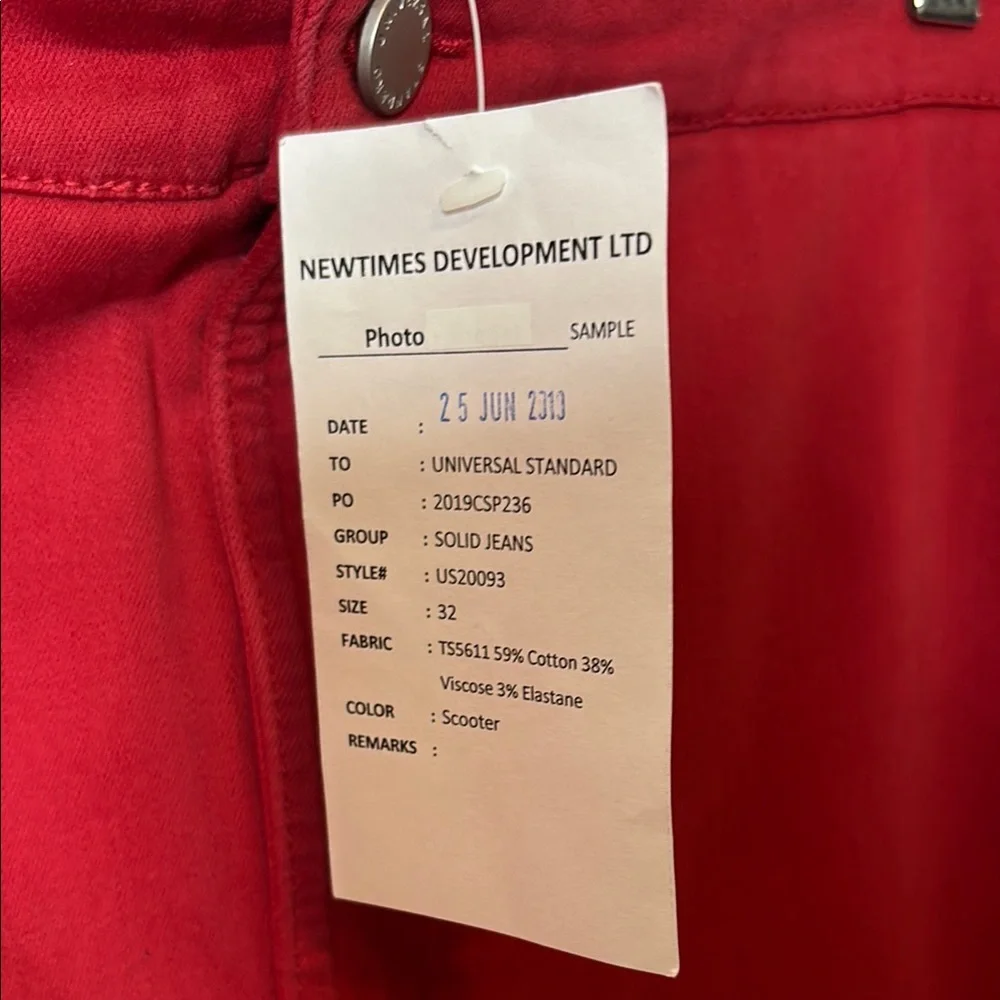 NEWTIMES DEVELOPMENT LTD
Photo SAMPLE
DATE : 25 JUN 2019
TO : UNIVERSAL STANDARD
PO : 2019CSP236
GROUP : SOLID JEANS
STYLE# : US20093
SIZE : 32
FABRIC : TS5611 59% Cotton 38%
Viscose 3% Elastane
COLOR : Scooter
REMARKS :